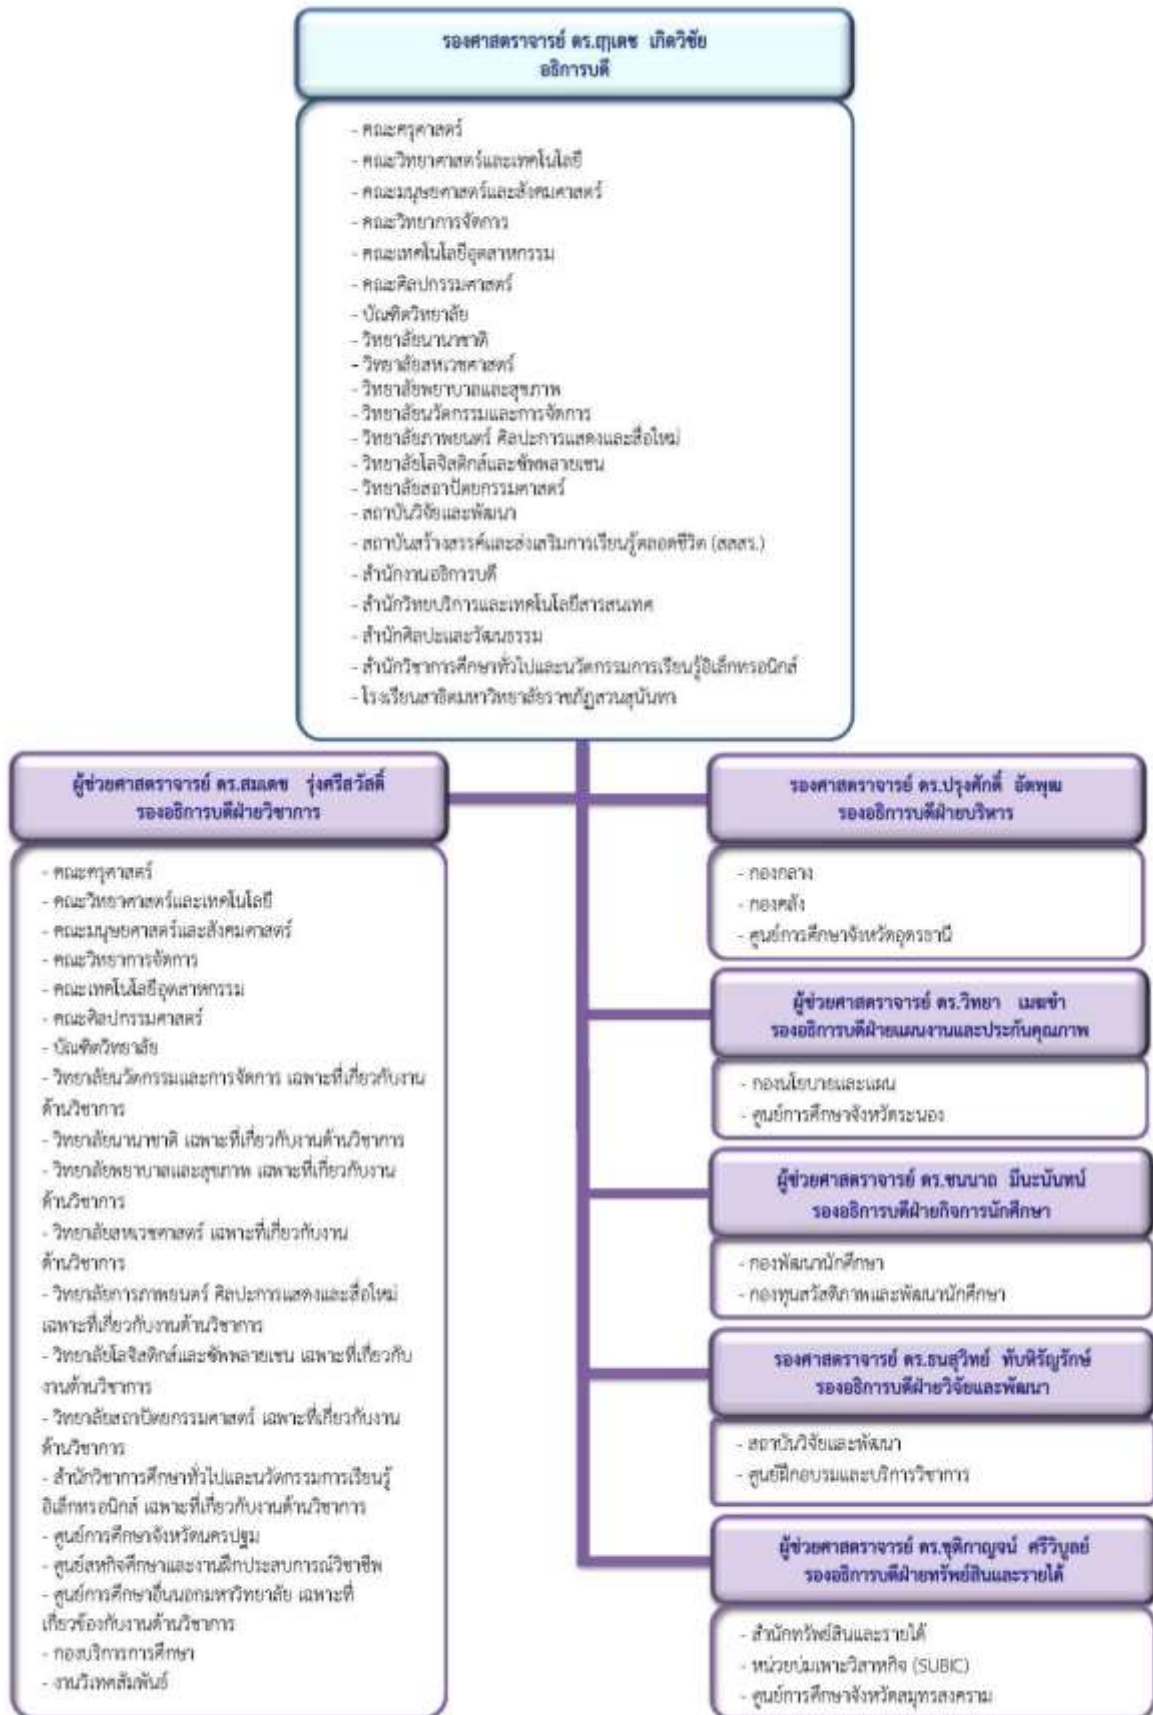 รองศาสตราจารย์ ดร.ฤๅเดช เกิดวิชัย
อธิการบดี
- คณะครุศาสตร์
- คณะวิทยาศาสตร์และเทคโนโลยี
- คณะมนุษยศาสตร์และสังคมศาสตร์
- คณะวิทยาการจัดการ
- คณะเทคโนโลยีอุตสาหกรรม
- คณะศิลปกรรมศาสตร์
- บัณฑิตวิทยาลัย
- วิทยาลัยนานาชาติ
- วิทยาลัยสหเวชศาสตร์
- วิทยาลัยพยาบาลและสุขภาพ
- วิทยาลัยนวัตกรรมและการจัดการ
- วิทยาลัยภาพยนตร์ ศิลปะการแสดงและสื่อใหม่
- วิทยาลัยโลจิสติกส์และซัพพลายเชน
- วิทยาลัยสถาปัตยกรรมศาสตร์
- สถาบันวิจัยและพัฒนา
- สถาบันสร้างสรรค์และส่งเสริมการเรียนรู้ตลอดชีวิต (สสสร.)
- สำนักงานอธิการบดี
- สำนักวิทยบริการและเทคโนโลยีสารสนเทศ
- สำนักศิลปะและวัฒนธรรม
- สำนักวิชาการศึกษาทั่วไปและนวัตกรรมการเรียนรู้อิเล็กทรอนิกส์
- โรงเรียนสาธิตมหาวิทยาลัยราชภัฏสวนสุนันทา
ผู้ช่วยศาสตราจารย์ ดร.สมเดช รุ่งศรีสวัสดิ์
รองอธิการบดีฝ่ายวิชาการ
- คณะครุศาสตร์
- คณะวิทยาศาสตร์และเทคโนโลยี
- คณะมนุษยศาสตร์และสังคมศาสตร์
- คณะวิทยาการจัดการ
- คณะเทคโนโลยีอุตสาหกรรม
- คณะศิลปกรรมศาสตร์
- บัณฑิตวิทยาลัย
- วิทยาลัยนวัตกรรมและการจัดการ เฉพาะที่เกี่ยวกับงาน
ด้านวิชาการ
- วิทยาลัยนานาชาติ เฉพาะที่เกี่ยวกับงานด้านวิชาการ
- วิทยาลัยพยาบาลและสุขภาพ เฉพาะที่เกี่ยวกับงาน
ด้านวิชาการ
- วิทยาลัยสหเวชศาสตร์ เฉพาะที่เกี่ยวกับงาน
ด้านวิชาการ
- วิทยาลัยการภาพยนตร์ ศิลปะการแสดงและสื่อใหม่
เฉพาะที่เกี่ยวกับงานด้านวิชาการ
- วิทยาลัยโลจิสติกส์และซัพพลายเชน เฉพาะที่เกี่ยวกับ
งานด้านวิชาการ
- วิทยาลัยสถาปัตยกรรมศาสตร์ เฉพาะที่เกี่ยวกับงาน
ด้านวิชาการ
- สำนักวิชาการศึกษาทั่วไปและนวัตกรรมการเรียนรู้
อิเล็กทรอนิกส์ เฉพาะที่เกี่ยวกับงานด้านวิชาการ
- ศูนย์การศึกษาจังหวัดนครปฐม
- ศูนย์สหกิจศึกษาและงานฝึกประสบการณ์วิชาชีพ
- ศูนย์การศึกษาอื่นนอกมหาวิทยาลัย เฉพาะที่
เกี่ยวข้องกับงานด้านวิชาการ
- กองบริการการศึกษา
- งานวิเทศสัมพันธ์
รองศาสตราจารย์ ดร.ปรุงศักดิ์ อัตพุฒ
รองอธิการบดีฝ่ายบริหาร
- กองกลาง
- กองคลัง
- ศูนย์การศึกษาจังหวัดอุดรธานี
ผู้ช่วยศาสตราจารย์ ดร.วิทยา เมฆขำ
รองอธิการบดีฝ่ายแผนงานและประกันคุณภาพ
- กองนโยบายและแผน
- ศูนย์การศึกษาจังหวัดระนอง
ผู้ช่วยศาสตราจารย์ ดร.ชนนาถ มีนะนันทน์
รองอธิการบดีฝ่ายกิจการนักศึกษา
- กองพัฒนานักศึกษา
- กองทุนสวัสดิภาพและพัฒนานักศึกษา
รองศาสตราจารย์ ดร.ธนสุวิทย์ ทับหิรัญรักษ์
รองอธิการบดีฝ่ายวิจัยและพัฒนา
- สถาบันวิจัยและพัฒนา
- ศูนย์ฝึกอบรมและบริการวิชาการ
ผู้ช่วยศาสตราจารย์ ดร.ชุติกาญจน์ ศรีวิบูลย์
รองอธิการบดีฝ่ายทรัพย์สินและรายได้
- สำนักทรัพย์สินและรายได้
- หน่วยบ่มเพาะวิสาหกิจ (SUBIC)
- ศูนย์การศึกษาจังหวัดสมุทรสงคราม